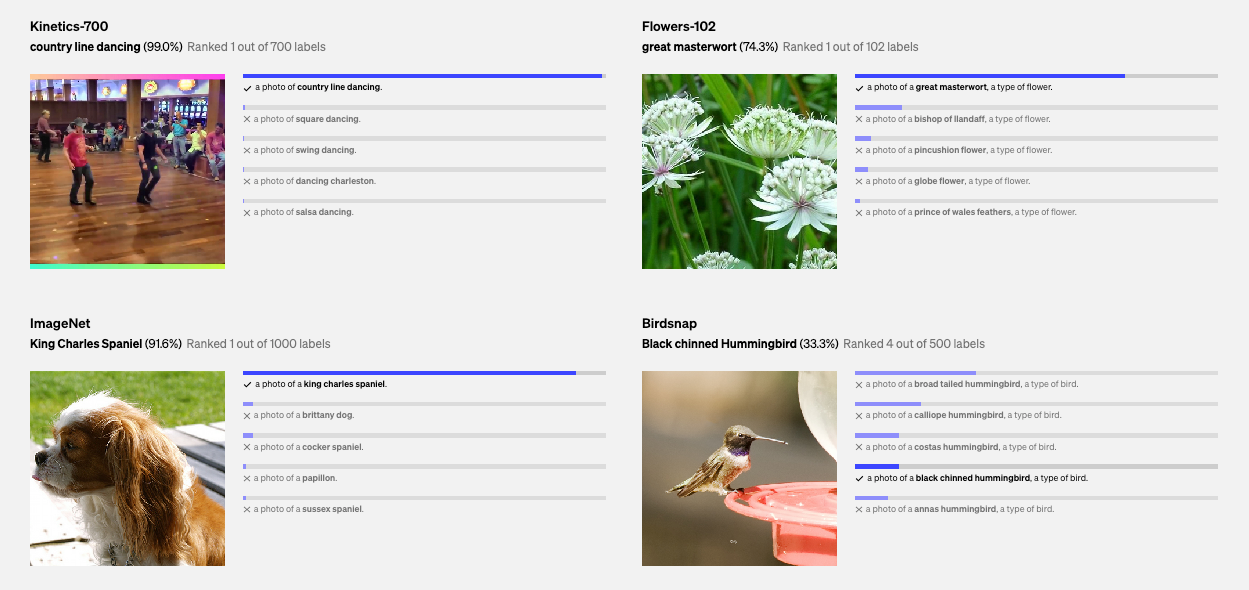 Kinetics-700
country line dancing (99.0%) Ranked 1 out of 700 labels
✓ a photo of country line dancing.
✕ a photo of square dancing.
✕ a photo of swing dancing.
✕ a photo of dancing charleston.
✕ a photo of salsa dancing.
Flowers-102
great masterwort (74.3%) Ranked 1 out of 102 labels
✓ a photo of a great masterwort, a type of flower.
✕ a photo of a bishop of llandaff, a type of flower.
✕ a photo of a pincushion flower, a type of flower.
✕ a photo of a globe flower, a type of flower.
✕ a photo of a prince of wales feathers, a type of flower.
ImageNet
King Charles Spaniel (91.6%) Ranked 1 out of 1000 labels
✓ a photo of a king charles spaniel.
✕ a photo of a brittany dog.
✕ a photo of a cocker spaniel.
✕ a photo of a papillon.
✕ a photo of a sussex spaniel.
Birdsnap
Black chinned Hummingbird (33.3%) Ranked 4 out of 500 labels
✕ a photo of a broad tailed hummingbird, a type of bird.
✕ a photo of a calliope hummingbird, a type of bird.
✕ a photo of a costas hummingbird, a type of bird.
✓ a photo of a black chinned hummingbird, a type of bird.
✕ a photo of a annas hummingbird, a type of bird.